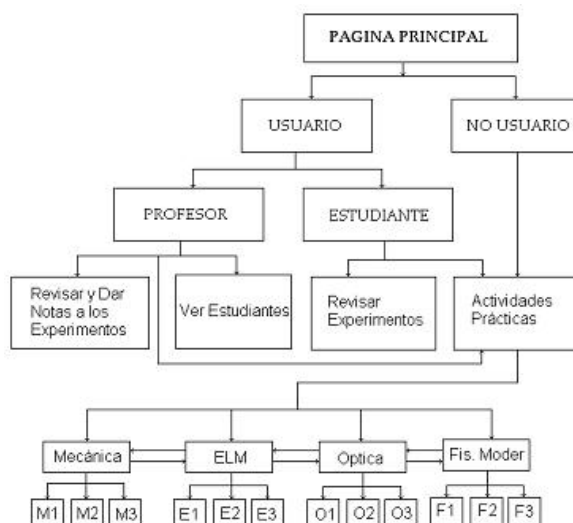 PAGINA PRINCIPAL
USUARIO
NO USUARIO
PROFESOR
ESTUDIANTE
Revisar y Dar
Notas a los
Experimentos
Ver Estudiantes
Revisar
Experimentos
Actividades
Prácticas
Mecánica
ELM
Optica
Fis. Moder
M1
M2
M3
E1
E2
E3
O1
O2
O3
F1
F2
F3